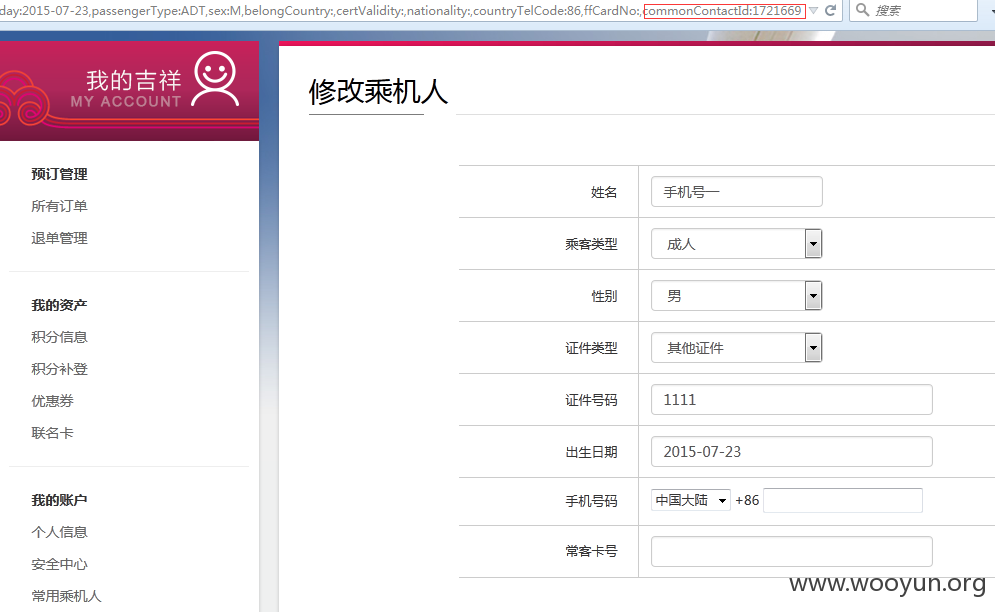 day:2015-07-23,passengerType:ADT,sex:M,belongCountry:,certValidity:,nationality:,countryTelCode:86,ffCardNo:,commonContactId:1721669
搜索
我的吉祥
MY ACCOUNT
预订管理
所有订单
退单管理
我的资产
积分信息
积分补登
优惠券
联名卡
我的账户
个人信息
安全中心
常用乘机人
修改乘机人
姓名 手机号一
乘客类型 成人
性别 男
证件类型 其他证件
证件号码 1111
出生日期 2015-07-23
手机号码 中国大陆 +86
常客卡号
www.wooyun.org